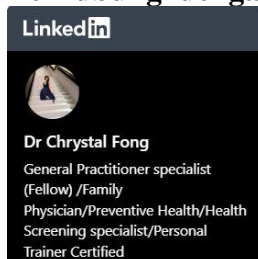 LinkedIn
Dr Chrystal Fong
General Practitioner specialist
(Fellow) /Family
Physician/Preventive Health/Health
Screening specialist/Personal
Trainer Certified